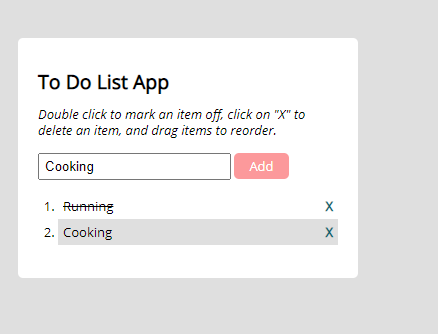 To Do List App
Double click to mark an item off, click on "X" to
delete an item, and drag items to reorder.
Cooking Add
1. Running X
2. Cooking X